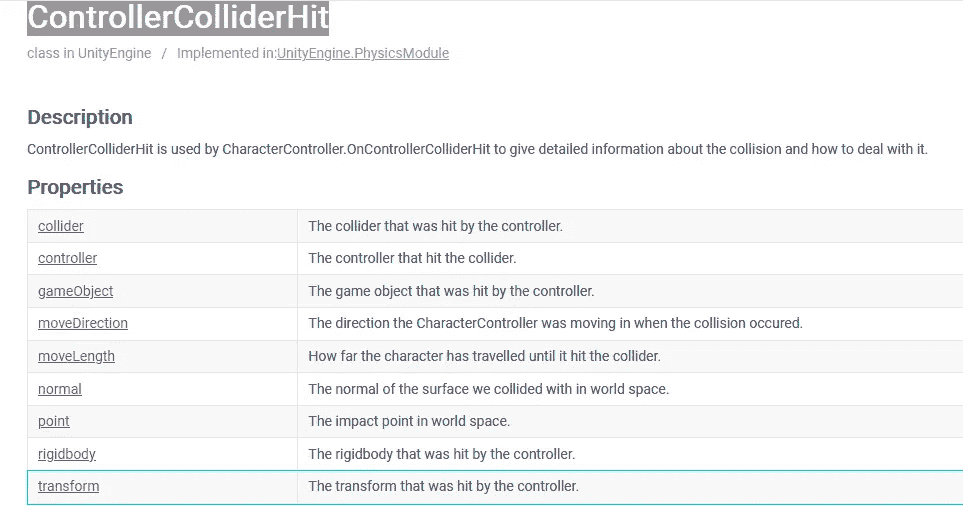 ControllerColliderHit
class in UnityEngine / Implemented in:UnityEngine.PhysicsModule
Description
ControllerColliderHit is used by CharacterController.OnControllerColliderHit to give detailed information about the collision and how to deal with it.
Properties
collider The collider that was hit by the controller.
controller The controller that hit the collider.
gameObject The game object that was hit by the controller.
moveDirection The direction the CharacterController was moving in when the collision occured.
moveLength How far the character has travelled until it hit the collider.
normal The normal of the surface we collided with in world space.
point The impact point in world space.
rigidbody The rigidbody that was hit by the controller.
transform The transform that was hit by the controller.